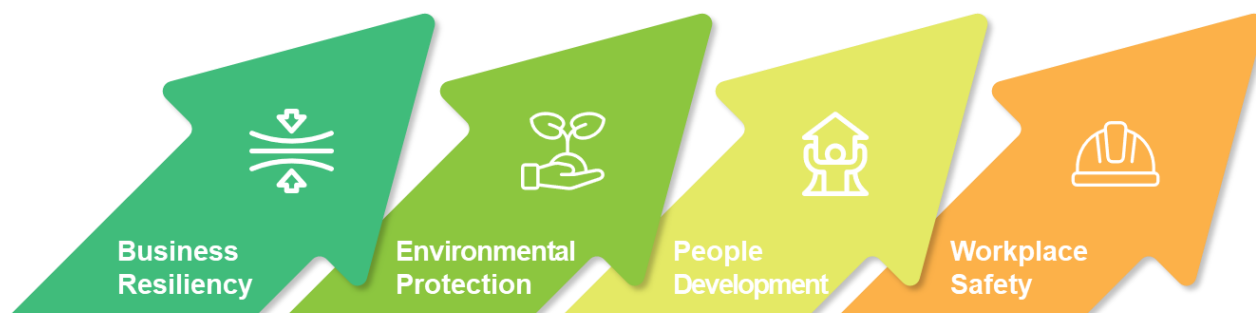 Business
Resiliency
Environmental
Protection
People
Development
Workplace
Safety